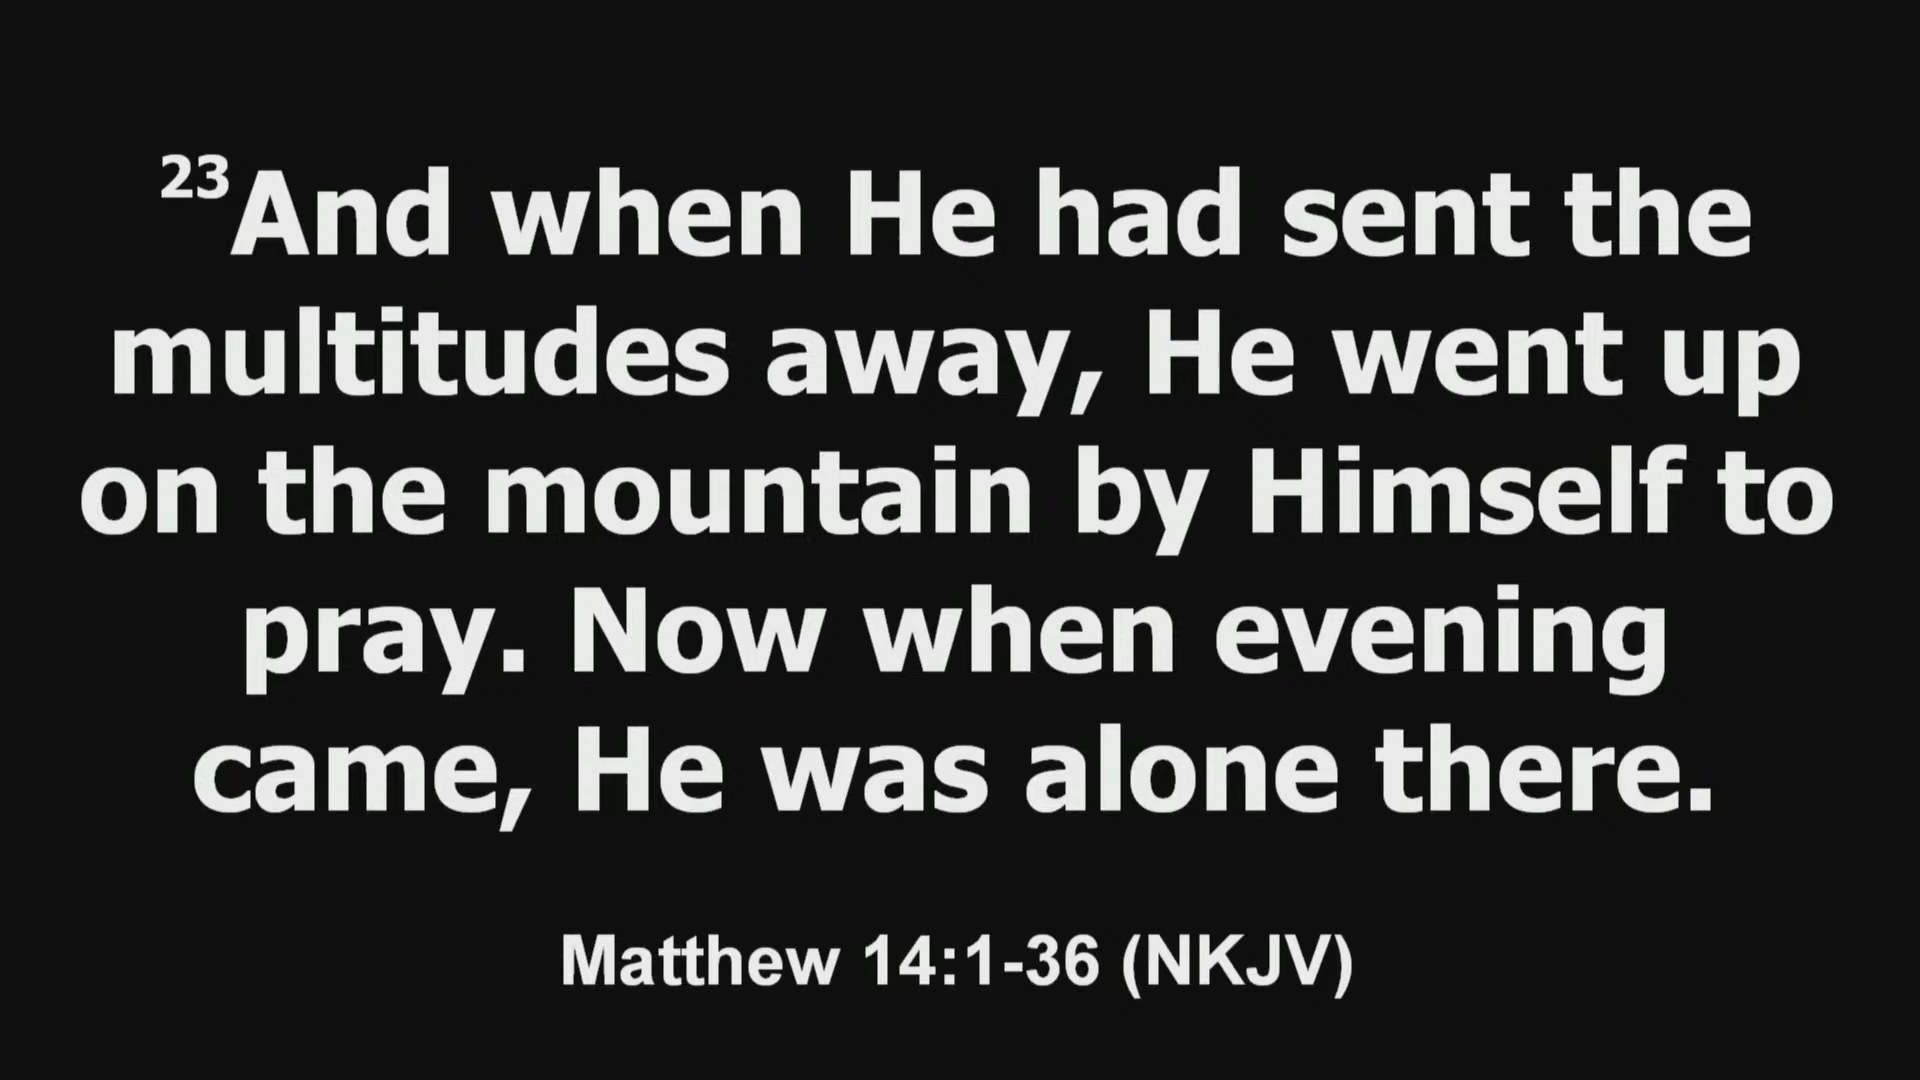 23And when He had sent the
multitudes away, He went up
on the mountain by Himself to
pray. Now when evening
came, He was alone there.
Matthew 14:1-36 (NKJV)